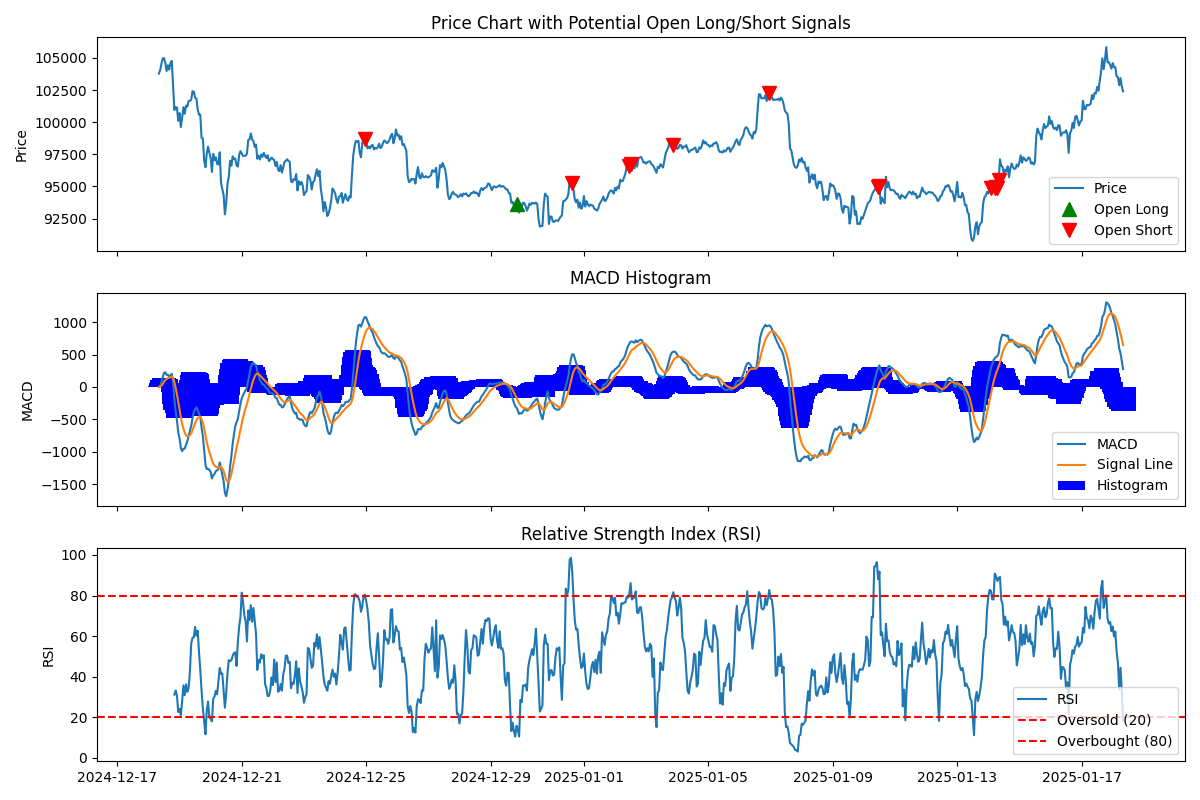 Price Chart with Potential Open Long/Short Signals
105000
102500
100000
97500
95000
92500
Price
Price
Open Long
Open Short
MACD Histogram
1000
500
0
−500
−1000
−1500
MACD
MACD
Signal Line
Histogram
Relative Strength Index (RSI)
100
80
60
40
20
0
RSI
RSI
Oversold (20)
Overbought (80)
2024-12-17 2024-12-21 2024-12-25 2024-12-29 2025-01-01 2025-01-05 2025-01-09 2025-01-13 2025-01-17